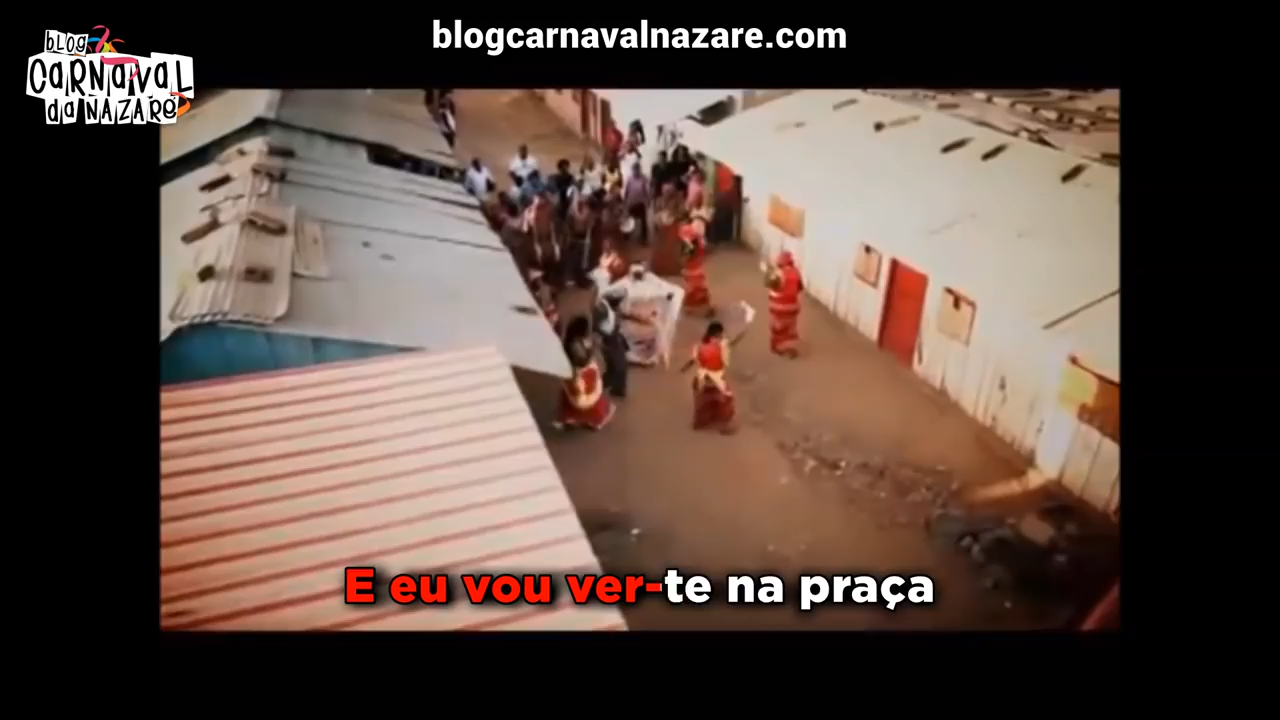 blogcarnavalnazare.com
BLOG
CARNAVAL
da NAZARÉ
E eu vou ver-te na praça